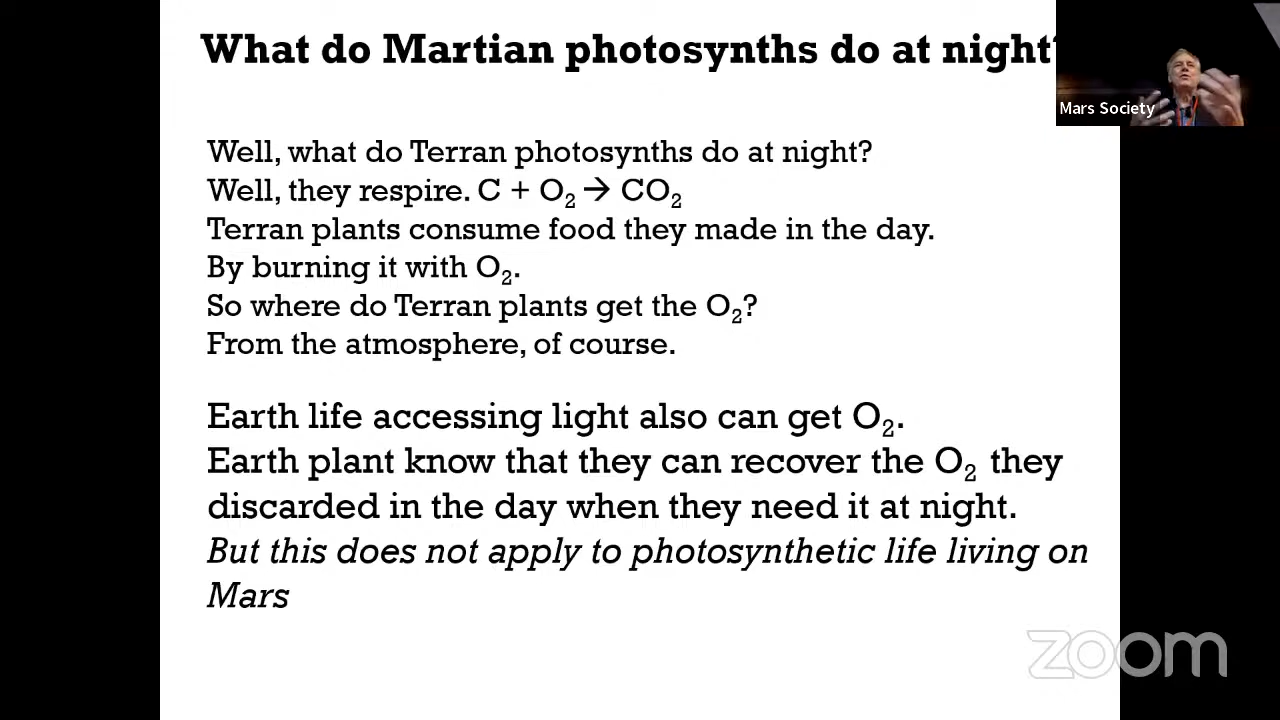 What do Martian photosynths do at night?
Mars Society
Well, what do Terran photosynths do at night?
Well, they respire. C + O₂ → CO₂
Terran plants consume food they made in the day.
By burning it with O₂.
So where do Terran plants get the O₂?
From the atmosphere, of course.
Earth life accessing light also can get O₂.
Earth plant know that they can recover the O₂ they
discarded in the day when they need it at night.
But this does not apply to photosynthetic life living on
Mars
zoom